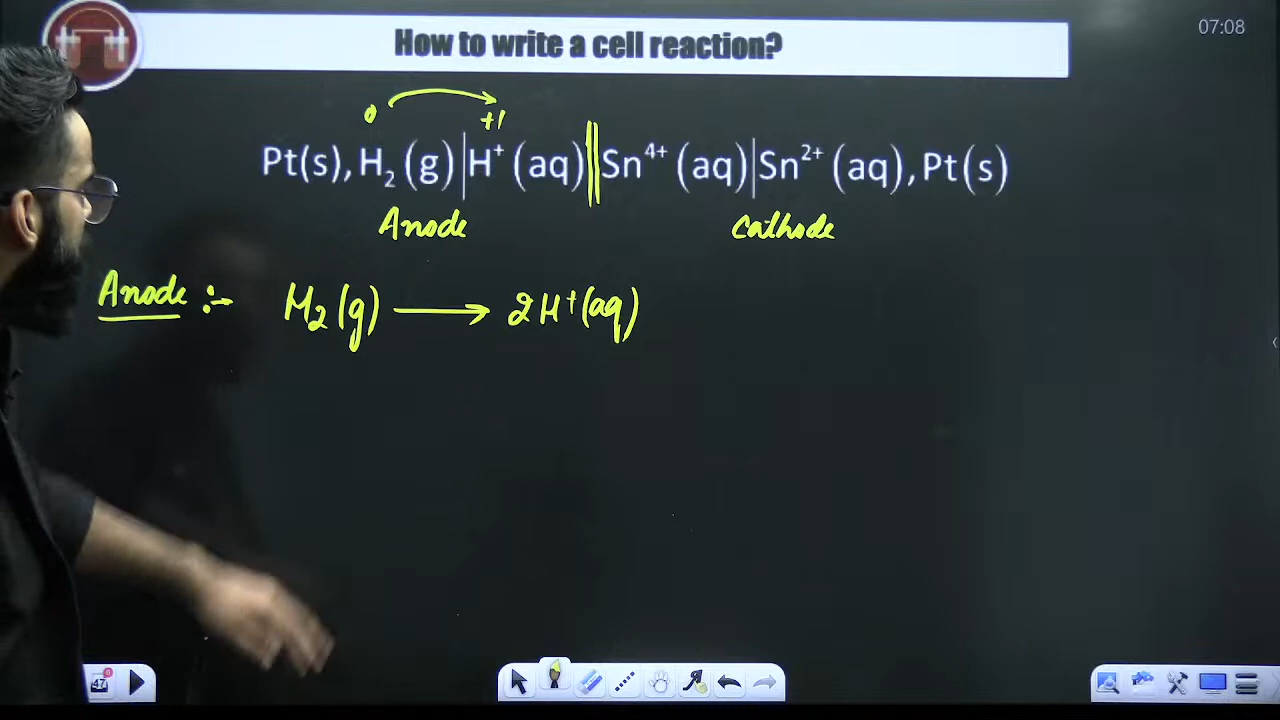 How to write a cell reaction?
07:08
0 +1
Pt(s), H₂(g)|H⁺(aq)||Sn⁴⁺(aq)|Sn²⁺(aq), Pt(s)
Anode Cathode
Anode :- H₂(g) ⟶ 2H⁺(aq)
47